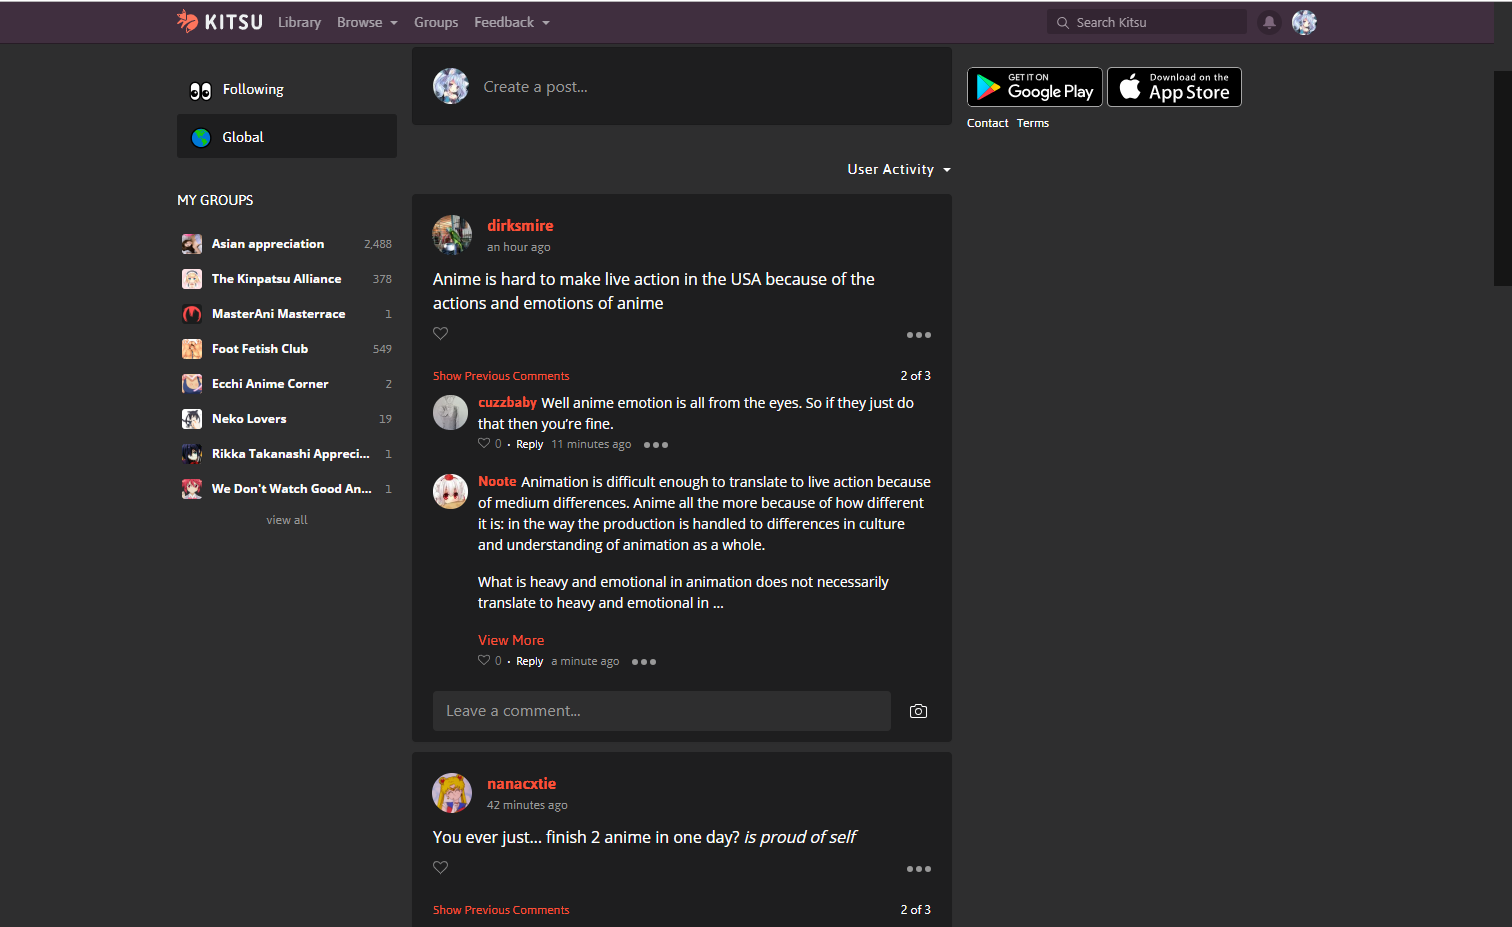 KITSU Library Browse Groups Feedback Search Kitsu
Following
Global
MY GROUPS
Asian appreciation 2,488
The Kinpatsu Alliance 378
MasterAni Masterrace 1
Foot Fetish Club 549
Ecchi Anime Corner 2
Neko Lovers 19
Rikka Takanashi Appreci... 1
We Don't Watch Good An... 1
view all
Create a post...
User Activity
dirksmire
an hour ago
Anime is hard to make live action in the USA because of the
actions and emotions of anime
Show Previous Comments 2 of 3
cuzzbaby Well anime emotion is all from the eyes. So if they just do
that then you’re fine.
0 · Reply 11 minutes ago
Noote Animation is difficult enough to translate to live action because
of medium differences. Anime all the more because of how different
it is: in the way the production is handled to differences in culture
and understanding of animation as a whole.
What is heavy and emotional in animation does not necessarily
translate to heavy and emotional in ...
View More
0 · Reply a minute ago
Leave a comment...
nanacxtie
42 minutes ago
You ever just... finish 2 anime in one day? is proud of self
Show Previous Comments 2 of 3
GET IT ON
Google Play
Download on the
App Store
Contact Terms